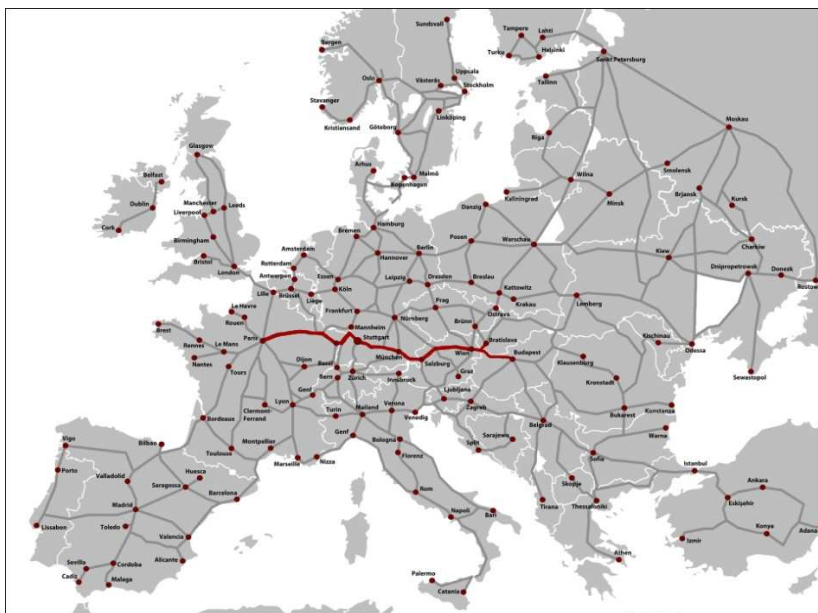 Sundsvall
Bergen
Tampere
Lahti
Turku
Helsinki
Sankt Petersburg
Oslo
Västerås
Uppsala
Stockholm
Tallinn
Stavanger
Kristiansand
Göteborg
Linköping
Riga
Moskau
Glasgow
Belfast
Arhus
Malmö
Kopenhagen
Kaliningrad
Wilna
Minsk
Smolensk
Brjansk
Kursk
Dublin
Cork
Manchester
Liverpool
Leeds
Birmingham
Bristol
London
Hamburg
Bremen
Danzig
Amsterdam
Rotterdam
Antwerpen
Hannover
Berlin
Posen
Warschau
Kiew
Charkiw
Dnipropetrowsk
Donezk
Rostow
Lille
Brüssel
Liège
Essen
Köln
Leipzig
Dresden
Breslau
Kattowitz
Krakau
Lemberg
Le Havre
Rouen
Frankfurt
Mannheim
Prag
Ostrava
Brest
Rennes
Le Mans
Paris
Stuttgart
Nürnberg
Brünn
Bratislava
Kischinau
Odessa
Nantes
Tours
Dijon
Basel
Bern
Zürich
München
Salzburg
Wien
Budapest
Klausenburg
Sewastopol
Innsbruck
Graz
Kronstadt
Genf
Clermont-
Ferrand
Lyon
Turin
Mailand
Verona
Venedig
Ljubljana
Zagreb
Belgrad
Bukarest
Konstanza
Bordeaux
Toulouse
Montpellier
Marseille
Nizza
Genf
Bologna
Florenz
Split
Sarajewo
Warna
Vigo
Bilbao
Porto
Valladolid
Huesca
Saragossa
Barcelona
Rom
Sofia
Skopje
Istanbul
Ankara
Eskişehir
Madrid
Toledo
Lissabon
Valencia
Napoli
Bari
Tirana
Thessaloniki
Konya
Adana
Izmir
Sevilla
Cordoba
Alicante
Cadiz
Malaga
Palermo
Catania
Athen